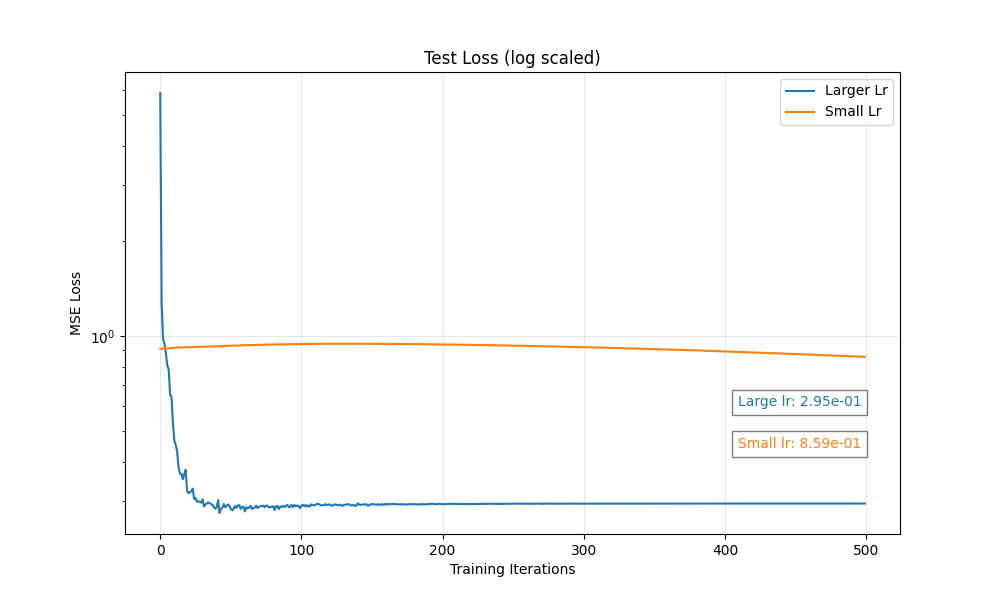 Test Loss (log scaled)
Larger Lr
Small Lr
MSE Loss
10⁰
Large lr: 2.95e-01
Small lr: 8.59e-01
0 100 200 300 400 500
Training Iterations